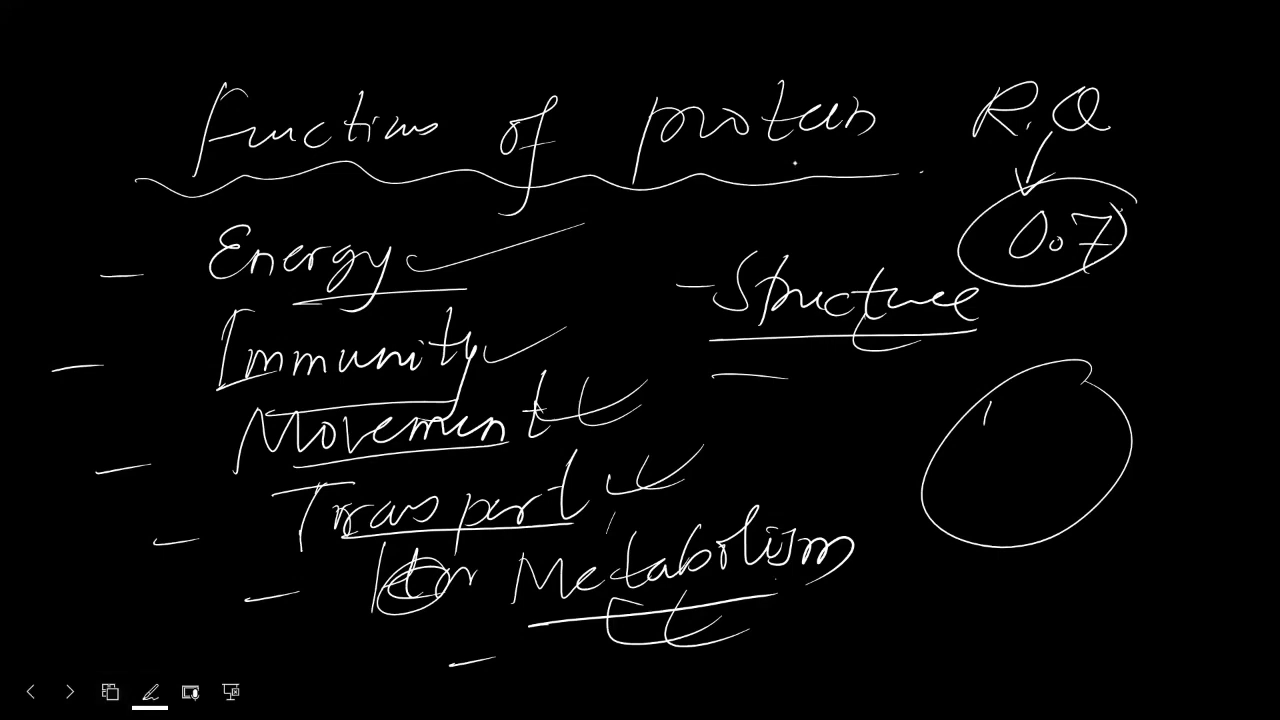 Functions of protein R.Q
0.7
- Energy
- Structure
- Immunity
- Movement
- Transport
- Metabolism